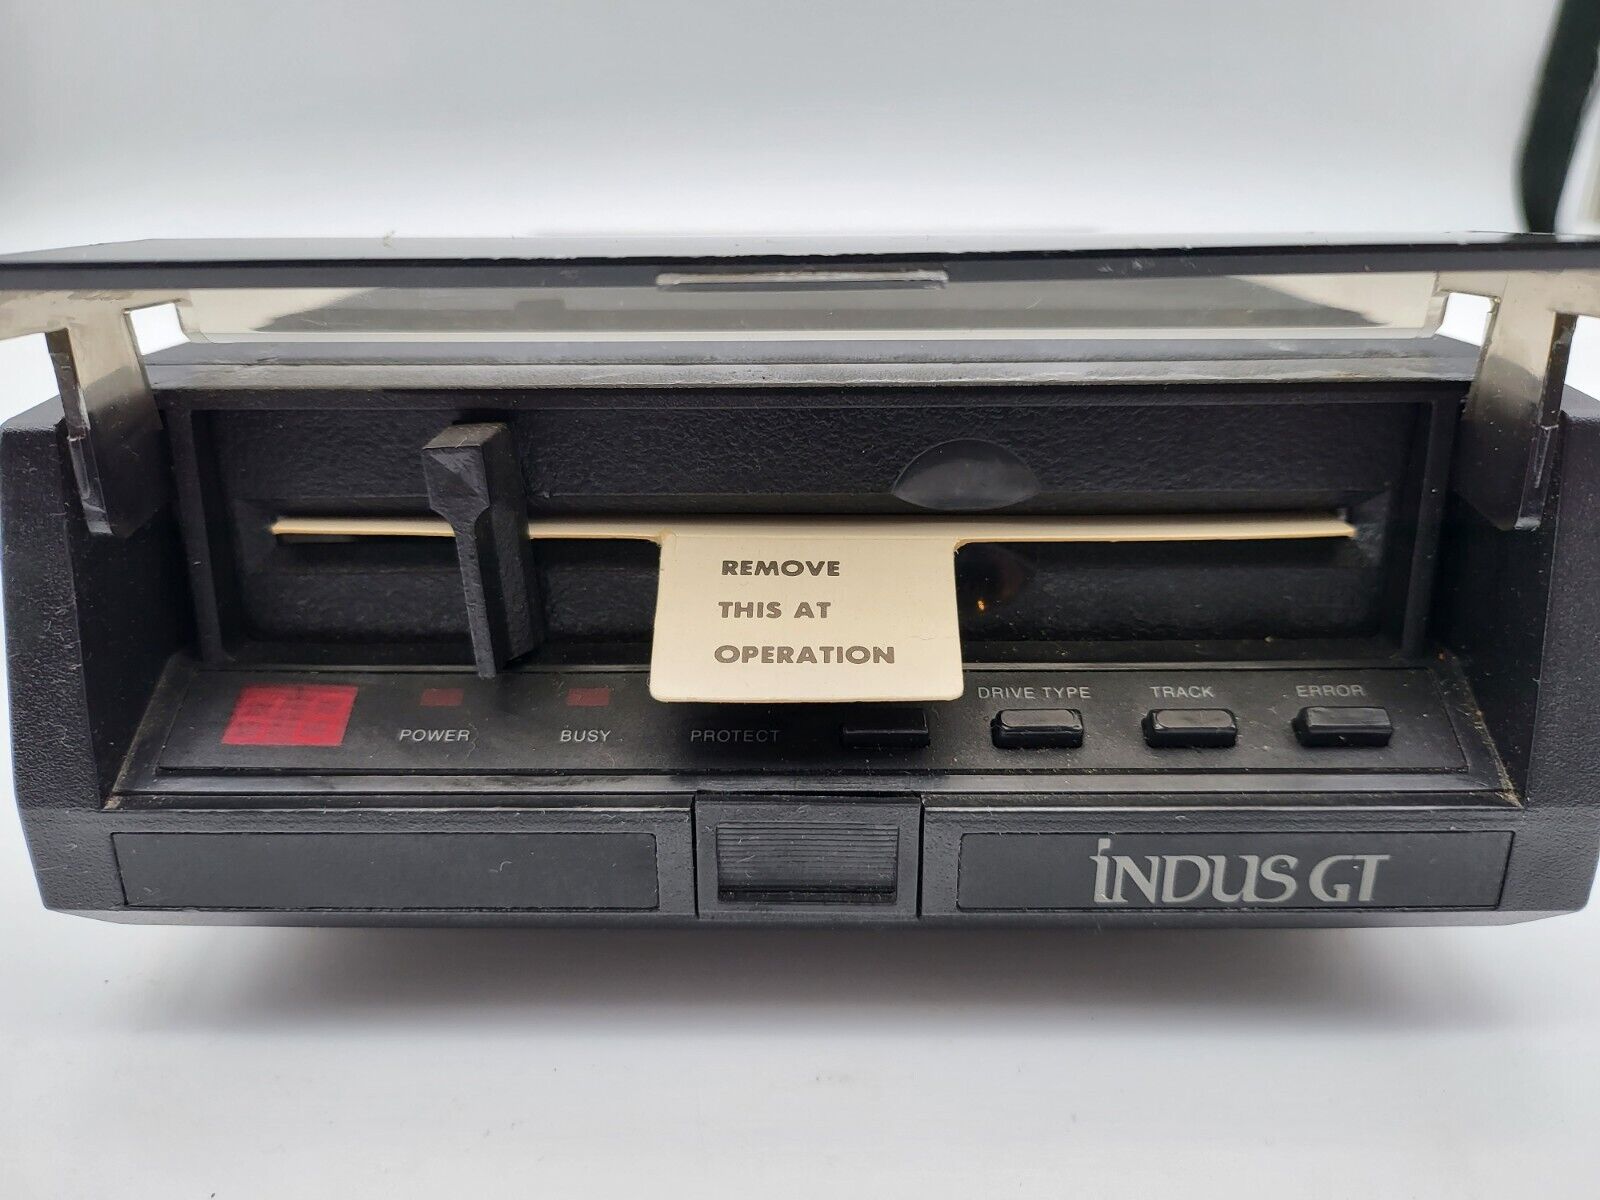 REMOVE
THIS AT
OPERATION
DRIVE TYPE TRACK ERROR
POWER BUSY PROTECT
iNDUS GT